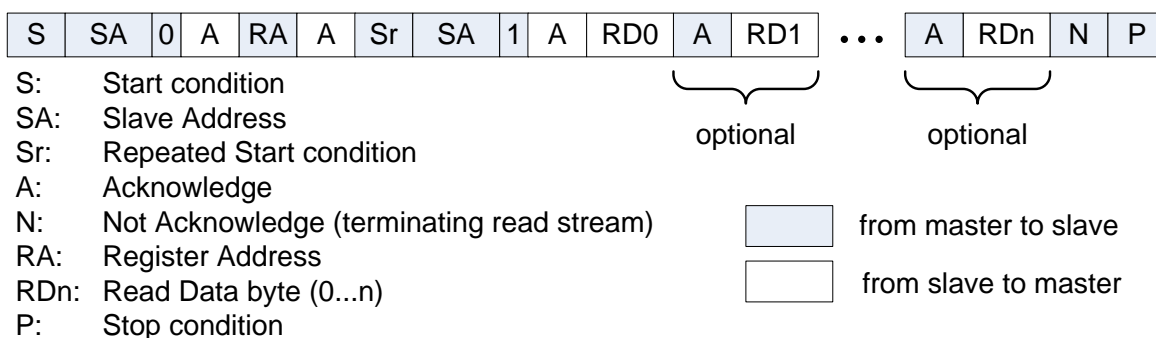 S SA 0 A RA A Sr SA 1 A RD0 A RD1 ••• A RDn N P
optional optional
S: Start condition
SA: Slave Address
Sr: Repeated Start condition
A: Acknowledge
N: Not Acknowledge (terminating read stream)
RA: Register Address
RDn: Read Data byte (0...n)
P: Stop condition
from master to slave
from slave to master